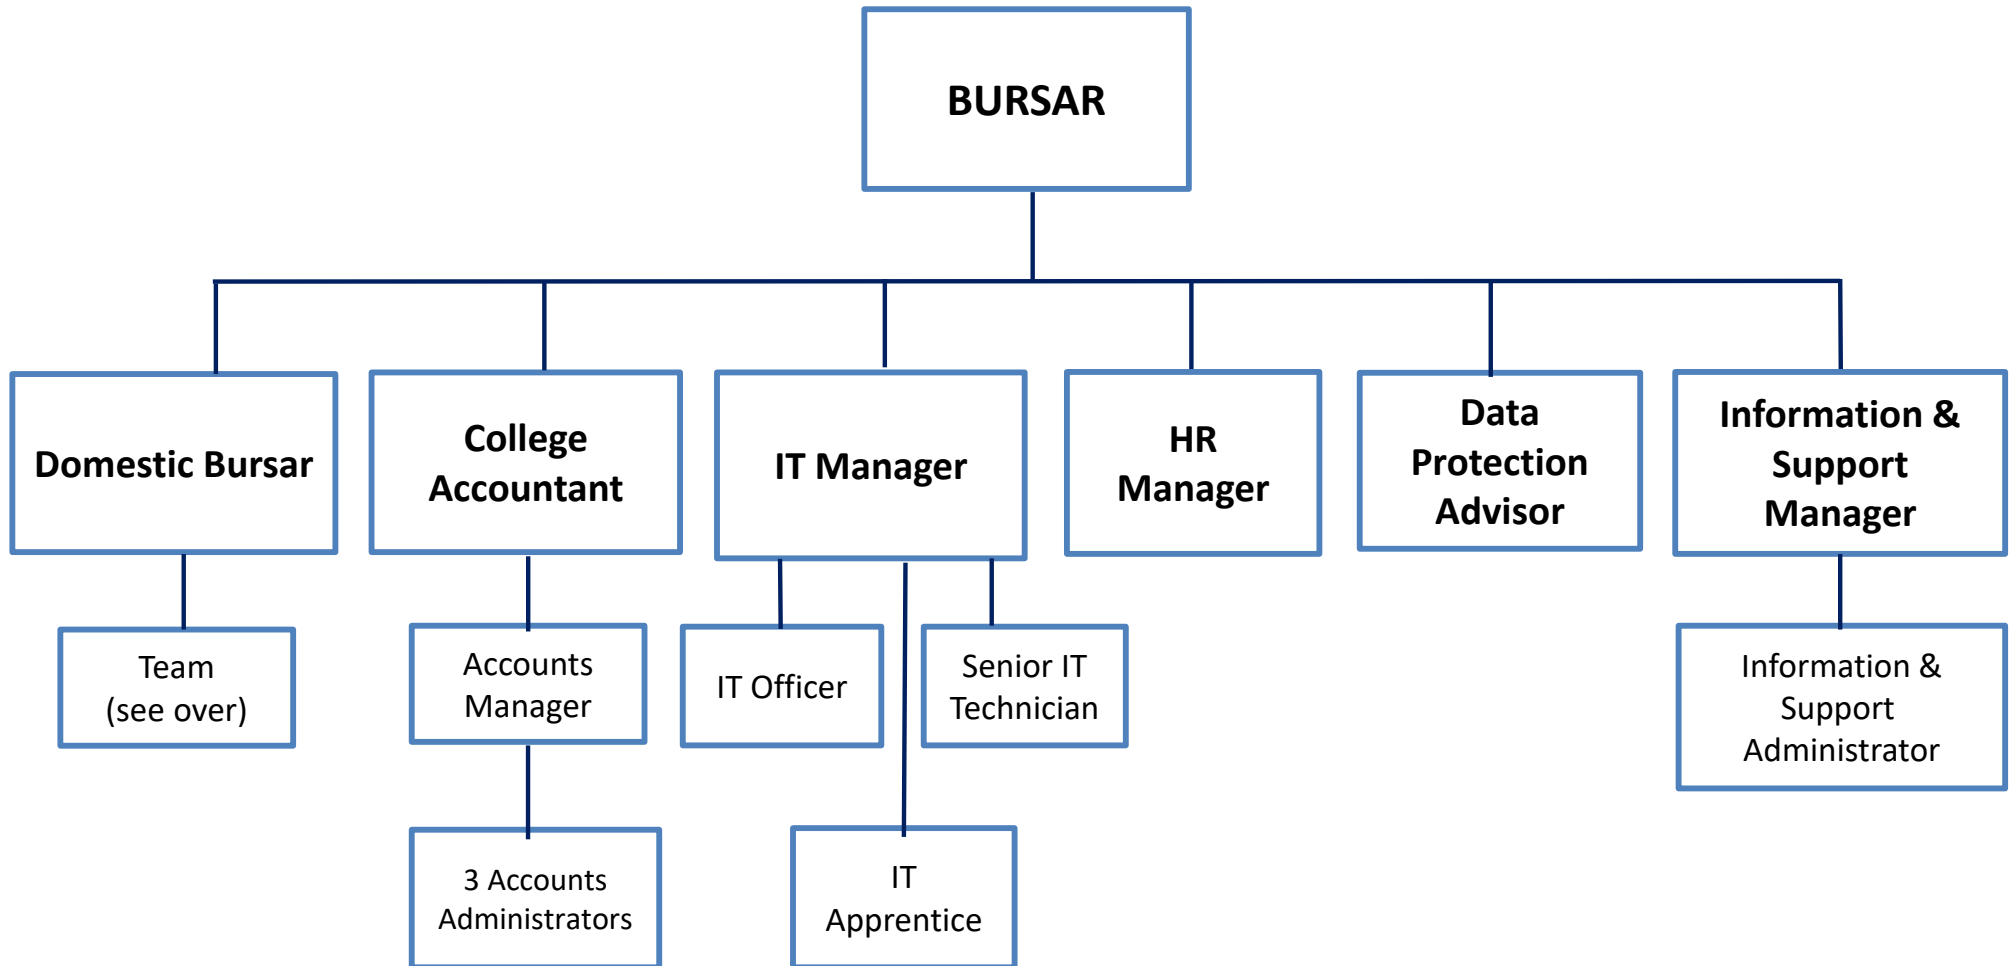 BURSAR
Domestic Bursar
College
Accountant
IT Manager
HR
Manager
Data
Protection
Advisor
Information &
Support
Manager
Team
(see over)
Accounts
Manager
IT Officer
Senior IT
Technician
Information &
Support
Administrator
3 Accounts
Administrators
IT
Apprentice